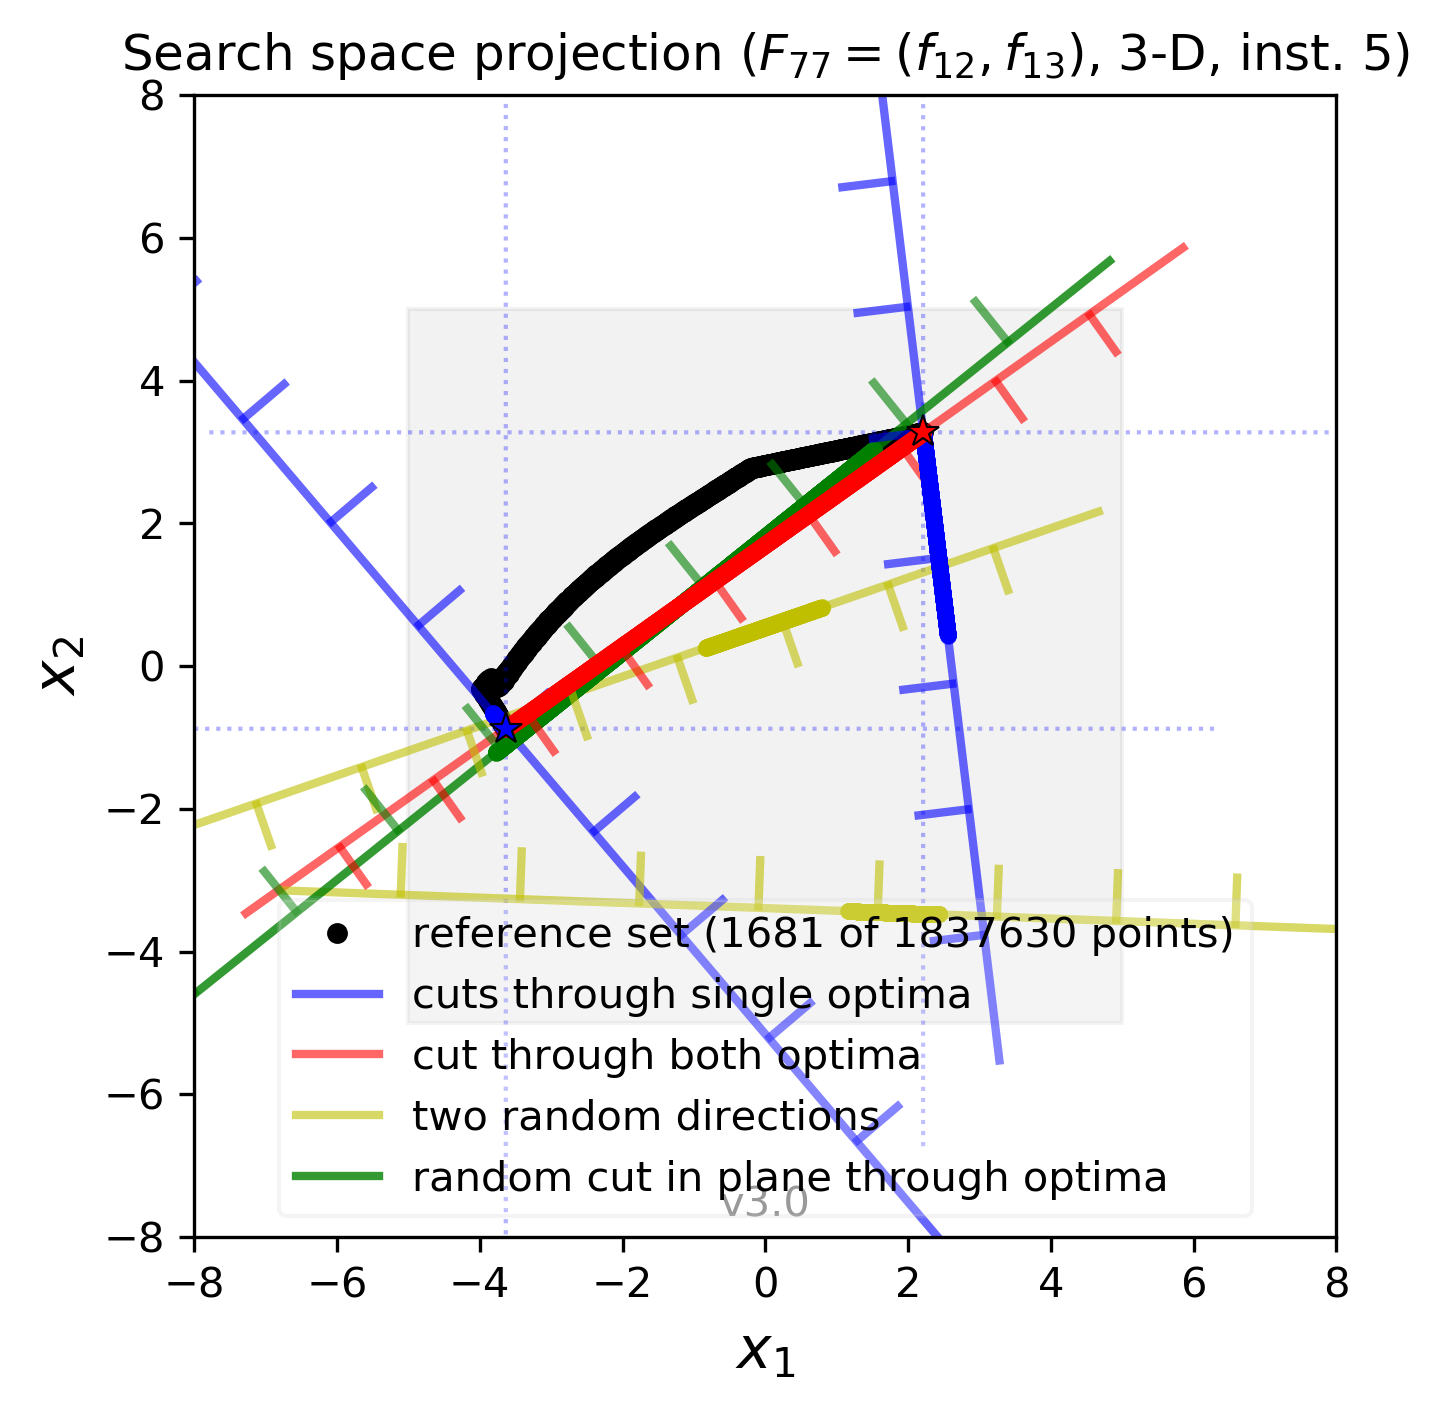 Search space projection (F₇₇ = (f₁₂, f₁₃), 3-D, inst. 5)
8
6
4
2
0
−2
−4
−6
−8
x₂
reference set (1681 of 1837630 points)
cuts through single optima
cut through both optima
two random directions
random cut in plane through optima
v3.0
−8 −6 −4 −2 0 2 4 6 8
x₁